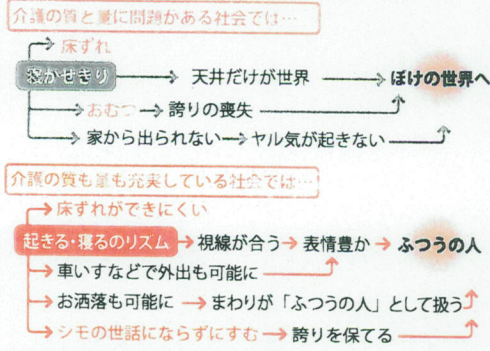 介護の質と量に問題がある社会では…
床ずれ
寝かせきり → 天井だけが世界 → ぼけの世界へ
おむつ → 誇りの喪失
家から出られない → ヤル気が起きない
介護の質も量も充実している社会では…
床ずれができにくい
起きる・寝るのリズム → 視線が合う → 表情豊か → ふつうの人
車いすなどで外出も可能に
お洒落も可能に → まわりが「ふつうの人」として扱う
シモの世話にならずにすむ → 誇りを保てる